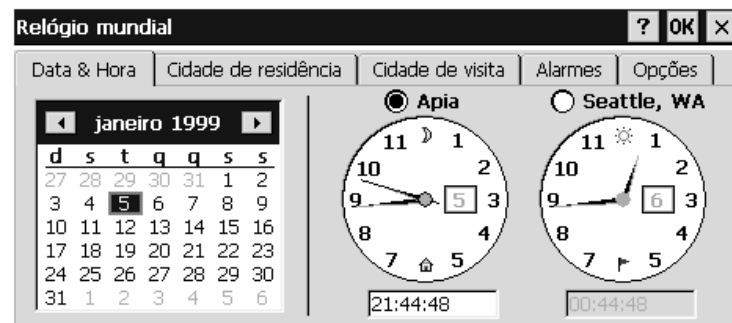 Relógio mundial ? OK ×
Data & Hora Cidade de residência Cidade de visita Alarmes Opções
Apia Seattle, WA
janeiro 1999
d s t q q s s
27 28 29 30 31 1 2
3 4 5 6 7 8 9
10 11 12 13 14 15 16
17 18 19 20 21 22 23
24 25 26 27 28 29 30
31 1 2 3 4 5 6
11 1
10 2
9 5 3
8 4
7 5
21:44:48
11 1
10 2
9 6 3
8 4
7 5
00:44:48